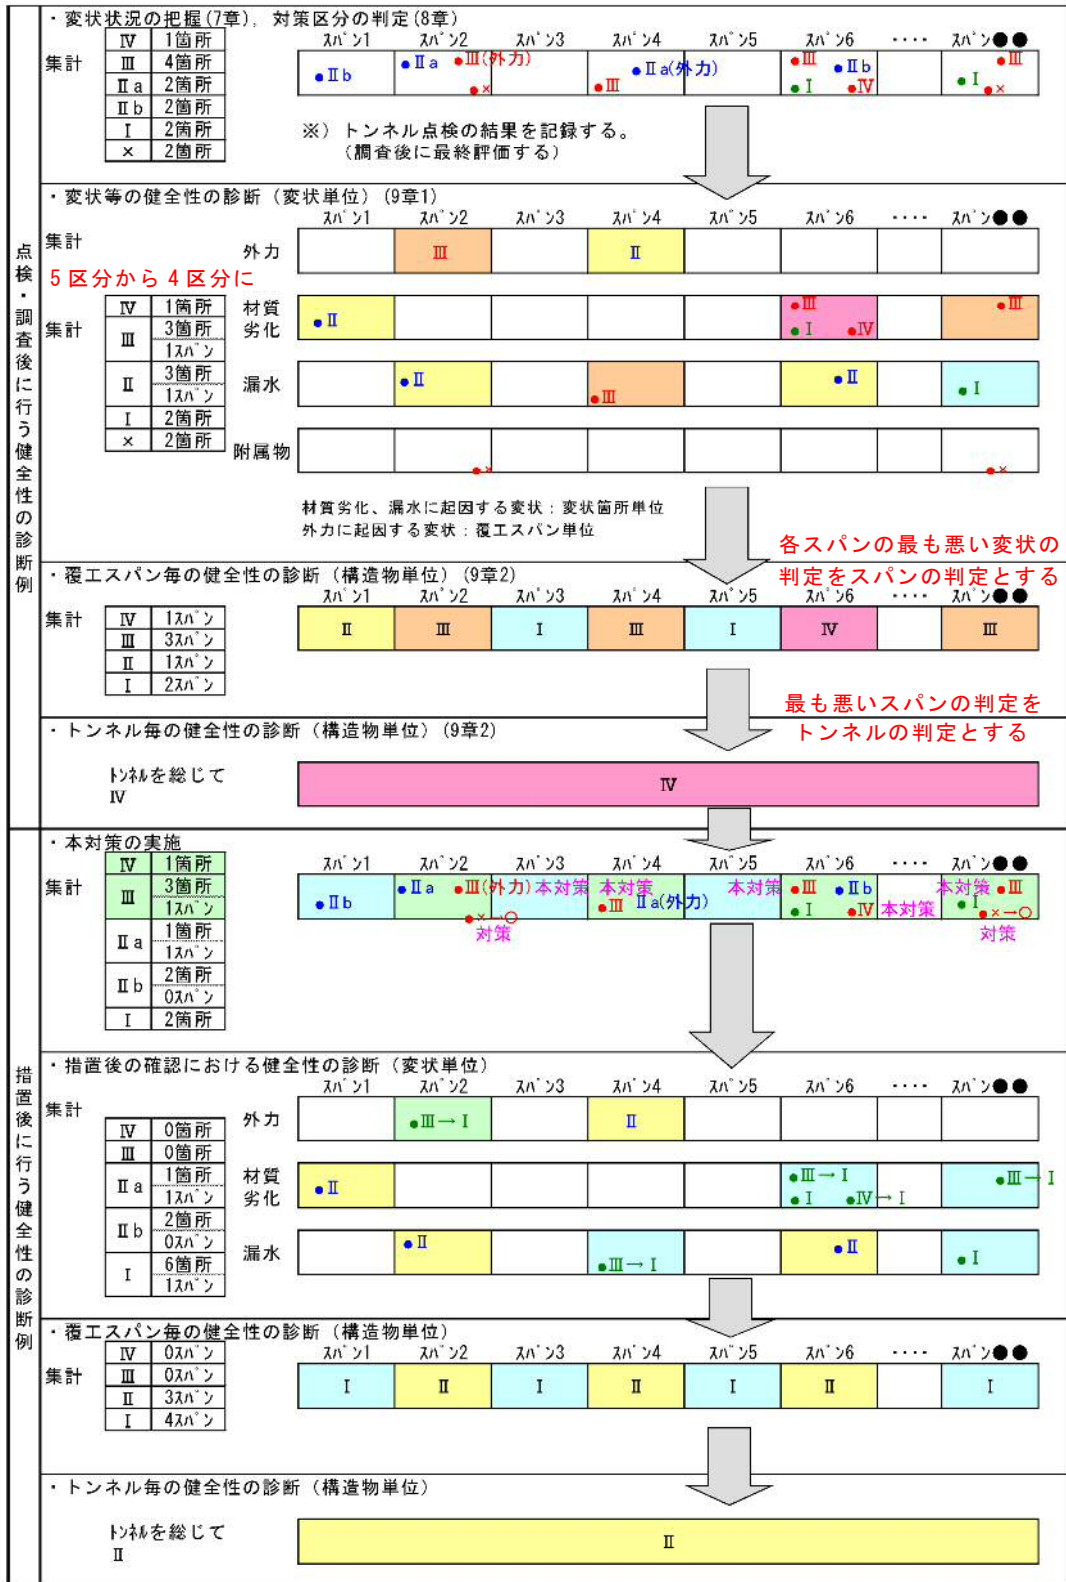 点検・調査後に行う健全性の診断例
・変状状況の把握(7章), 対策区分の判定(8章)
集計
Ⅳ 1箇所
Ⅲ 4箇所
Ⅱa 2箇所
Ⅱb 2箇所
Ⅰ 2箇所
× 2箇所
ｽﾊﾟﾝ1 ｽﾊﾟﾝ2 ｽﾊﾟﾝ3 ｽﾊﾟﾝ4 ｽﾊﾟﾝ5 ｽﾊﾟﾝ6 ‥‥ ｽﾊﾟﾝ●●
●Ⅱb ●Ⅱa ●Ⅲ(外力) ●× ●Ⅲ ●Ⅱa(外力) ●Ⅲ ●Ⅱb ●Ⅰ ●Ⅳ ●Ⅲ ●Ⅰ ●×
※) トンネル点検の結果を記録する。
(調査後に最終評価する)
・変状等の健全性の診断(変状単位)(9章1)
ｽﾊﾟﾝ1 ｽﾊﾟﾝ2 ｽﾊﾟﾝ3 ｽﾊﾟﾝ4 ｽﾊﾟﾝ5 ｽﾊﾟﾝ6 ‥‥ ｽﾊﾟﾝ●●
集計
外力 Ⅲ Ⅱ
5区分から4区分に
集計
Ⅳ 1箇所
Ⅲ 3箇所
1ｽﾊﾟﾝ
Ⅱ 3箇所
1ｽﾊﾟﾝ
Ⅰ 2箇所
× 2箇所
材質劣化 ●Ⅱ ●Ⅲ ●Ⅰ ●Ⅳ ●Ⅲ
漏水 ●Ⅱ ●Ⅲ ●Ⅱ ●Ⅰ
附属物 ●× ●×
材質劣化、漏水に起因する変状:変状箇所単位
外力に起因する変状:覆工スパン単位
各スパンの最も悪い変状の
判定をスパンの判定とする
・覆工スパン毎の健全性の診断(構造物単位)(9章2)
ｽﾊﾟﾝ1 ｽﾊﾟﾝ2 ｽﾊﾟﾝ3 ｽﾊﾟﾝ4 ｽﾊﾟﾝ5 ｽﾊﾟﾝ6 ‥‥ ｽﾊﾟﾝ●●
集計
Ⅳ 1ｽﾊﾟﾝ
Ⅲ 3ｽﾊﾟﾝ
Ⅱ 1ｽﾊﾟﾝ
Ⅰ 2ｽﾊﾟﾝ
Ⅱ Ⅲ Ⅰ Ⅲ Ⅰ Ⅳ Ⅲ
最も悪いスパンの判定を
トンネルの判定とする
・トンネル毎の健全性の診断(構造物単位)(9章2)
ﾄﾝﾈﾙを総じて
Ⅳ
Ⅳ
措置後に行う健全性の診断例
・本対策の実施
集計
Ⅳ 1箇所
Ⅲ 3箇所
1ｽﾊﾟﾝ
Ⅱa 1箇所
1ｽﾊﾟﾝ
Ⅱb 2箇所
0ｽﾊﾟﾝ
Ⅰ 2箇所
ｽﾊﾟﾝ1 ｽﾊﾟﾝ2 ｽﾊﾟﾝ3 ｽﾊﾟﾝ4 ｽﾊﾟﾝ5 ｽﾊﾟﾝ6 ‥‥ ｽﾊﾟﾝ●●
●Ⅱa ●Ⅲ(外力) 本対策 本対策 本対策 ●Ⅲ ●Ⅱb 本対策 ●Ⅲ
●Ⅱb ●×→○ ●Ⅲ Ⅱa(外力) ●Ⅰ ●Ⅳ 本対策 ●Ⅰ ●×→○
対策 対策
・措置後の確認における健全性の診断(変状単位)
ｽﾊﾟﾝ1 ｽﾊﾟﾝ2 ｽﾊﾟﾝ3 ｽﾊﾟﾝ4 ｽﾊﾟﾝ5 ｽﾊﾟﾝ6 ‥‥ ｽﾊﾟﾝ●●
集計
Ⅳ 0箇所
Ⅲ 0箇所
Ⅱa 1箇所
1ｽﾊﾟﾝ
Ⅱb 2箇所
0ｽﾊﾟﾝ
Ⅰ 6箇所
1ｽﾊﾟﾝ
外力 ●Ⅲ→Ⅰ Ⅱ
材質劣化 ●Ⅱ ●Ⅲ→Ⅰ ●Ⅰ ●Ⅳ→Ⅰ ●Ⅲ→Ⅰ
漏水 ●Ⅱ ●Ⅲ→Ⅰ ●Ⅱ ●Ⅰ
・覆工スパン毎の健全性の診断(構造物単位)
ｽﾊﾟﾝ1 ｽﾊﾟﾝ2 ｽﾊﾟﾝ3 ｽﾊﾟﾝ4 ｽﾊﾟﾝ5 ｽﾊﾟﾝ6 ‥‥ ｽﾊﾟﾝ●●
集計
Ⅳ 0ｽﾊﾟﾝ
Ⅲ 0ｽﾊﾟﾝ
Ⅱ 3ｽﾊﾟﾝ
Ⅰ 4ｽﾊﾟﾝ
Ⅰ Ⅱ Ⅰ Ⅱ Ⅰ Ⅱ Ⅰ
・トンネル毎の健全性の診断(構造物単位)
ﾄﾝﾈﾙを総じて
Ⅱ
Ⅱ